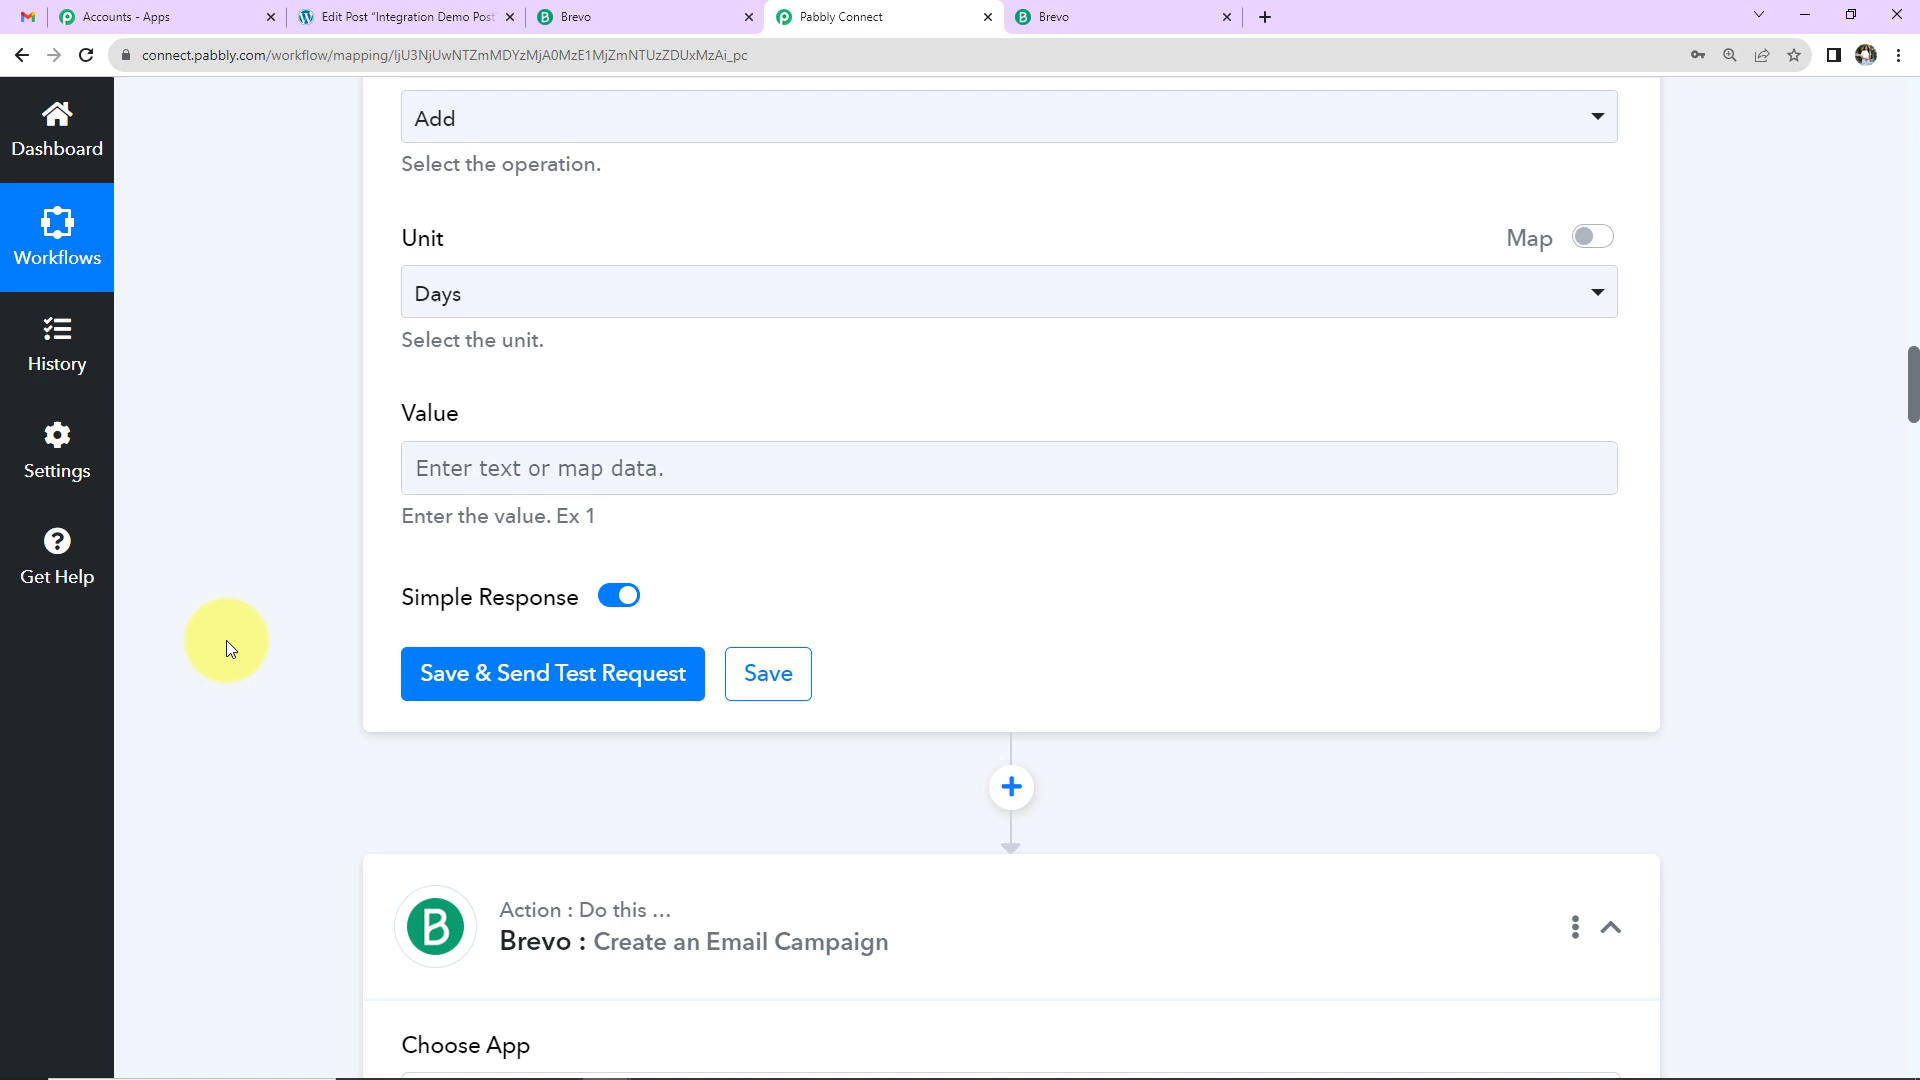 Accounts - Apps
Edit Post "Integration Demo Post
Brevo
Pabbly Connect
Brevo
connect.pabbly.com/workflow/mapping/IjU3NjUwNTZmMDYzMjA0MzE1MjZmNTUzZDUxMzAi_pc
Dashboard
Workflows
History
Settings
Get Help
Add
Select the operation.
Unit
Map
Days
Select the unit.
Value
Enter text or map data.
Enter the value. Ex 1
Simple Response
Save & Send Test Request
Save
Action : Do this ...
Brevo : Create an Email Campaign
Choose App